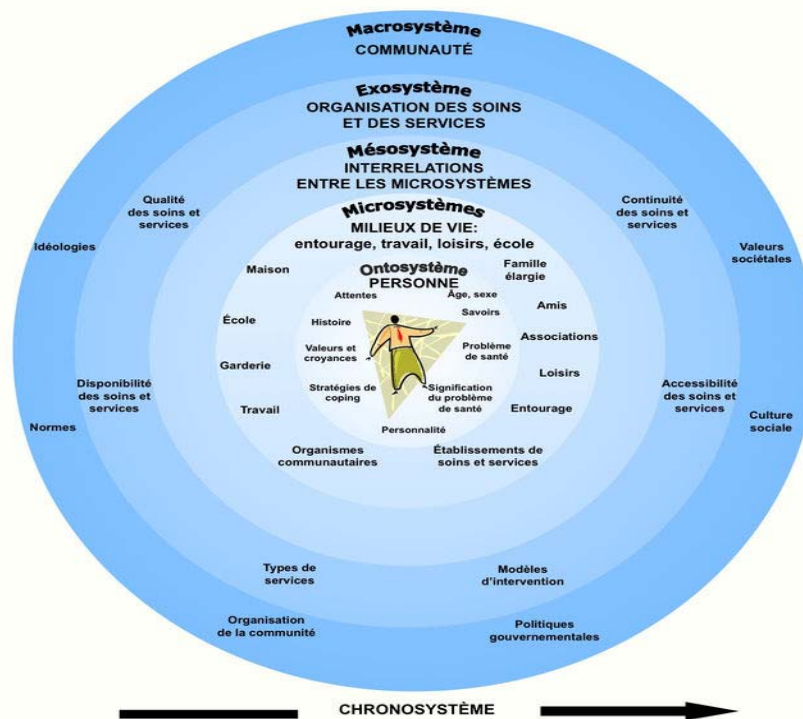 Macrosystème
COMMUNAUTÉ
Exosystème
ORGANISATION DES SOINS
ET DES SERVICES
Mésosystème
INTERRELATIONS
ENTRE LES MICROSYSTÈMES
Qualité
des soins et
services
Continuité
des soins et
services
Idéologies
Valeurs
sociétales
Microsystèmes
MILIEUX DE VIE:
entourage, travail, loisirs, école
Maison
Famille
élargie
Ontosystème
PERSONNE
Attentes
Âge, sexe
Savoirs
Amis
École
Histoire
Associations
Valeurs et
croyances
Problème
de santé
Garderie
Loisirs
Disponibilité
des soins et
services
Stratégies de
coping
Signification
du problème
de santé
Accessibilité
des soins et
services
Travail
Entourage
Normes
Culture
sociale
Personnalité
Organismes
communautaires
Établissements de
soins et services
Types de
services
Modèles
d'intervention
Organisation
de la communité
Politiques
gouvernementales
CHRONOSYSTÈME